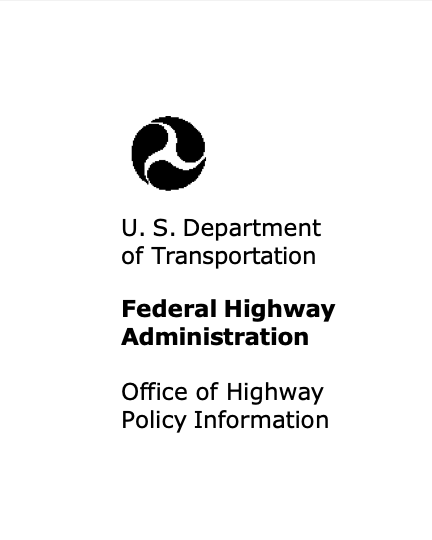 U. S. Department
of Transportation
Federal Highway
Administration
Office of Highway
Policy Information